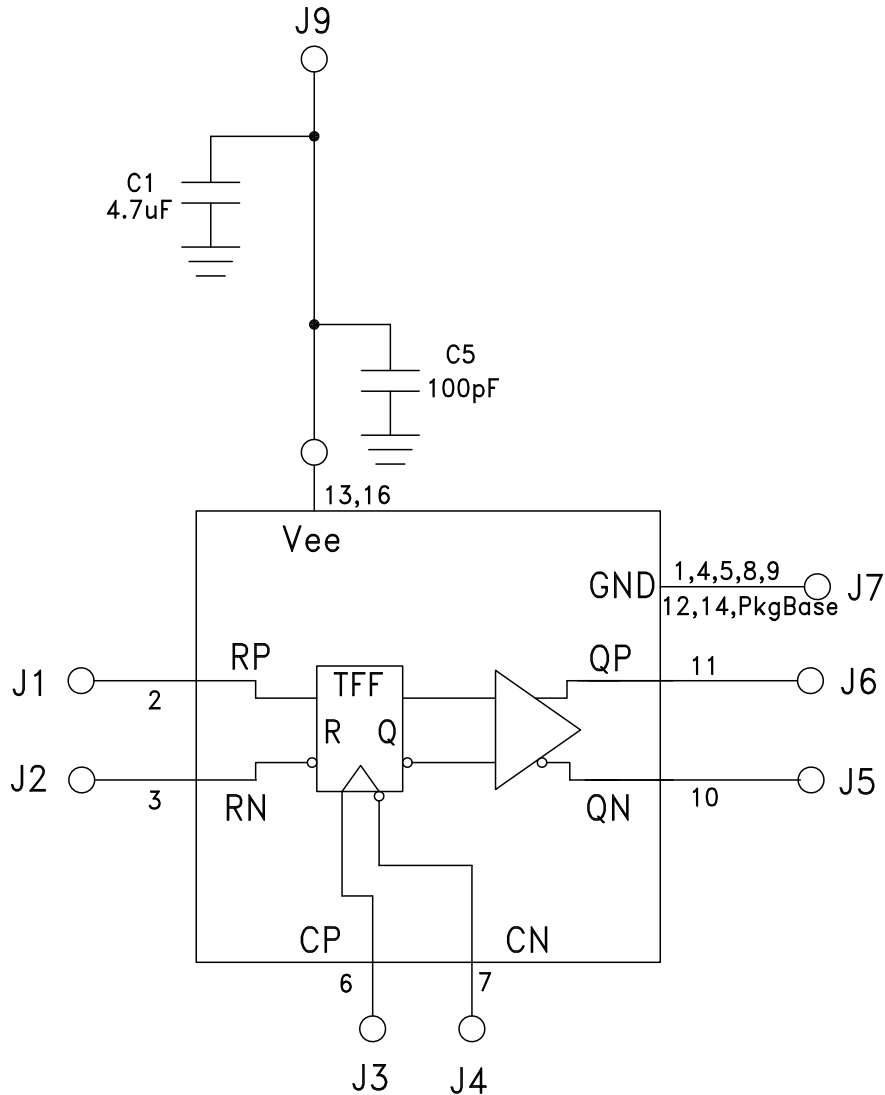 J9
C1
4.7uF
C5
100pF
13,16
Vee
GND
1,4,5,8,9
J7
12,14,PkgBase
J1
2
RP
TFF
QP
11
J6
R
Q
J2
3
RN
QN
10
J5
CP
CN
6
7
J3
J4